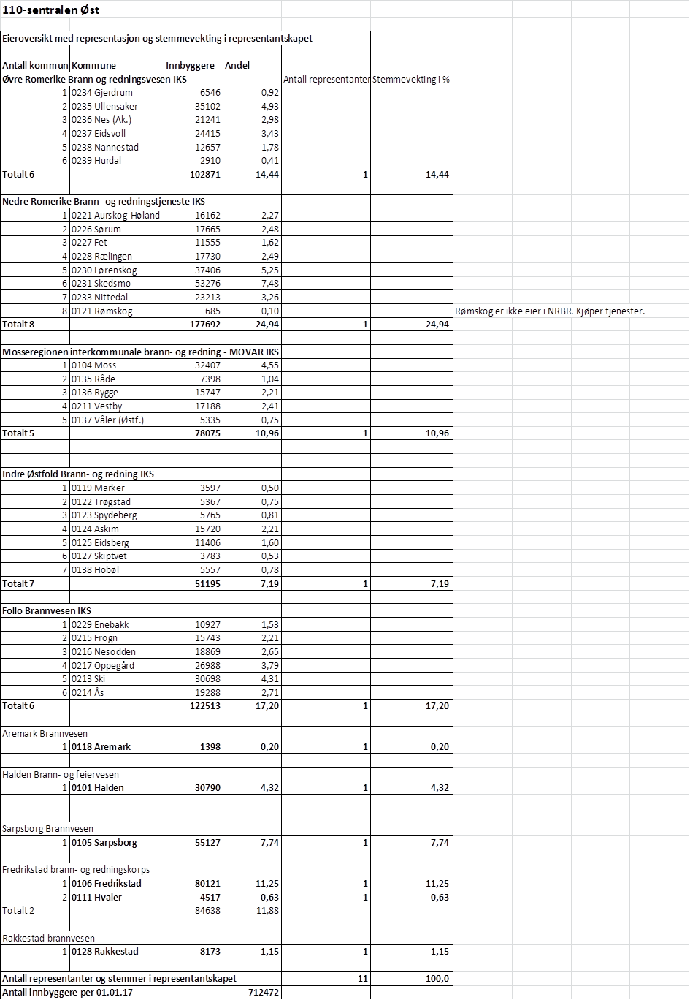 110-sentralen Øst
Eieroversikt med representasjon og stemmevekting i representantskapet
Antall kommun Kommune Innbyggere Andel
Øvre Romerike Brann og redningsvesen IKS Antall representanter Stemmevekting i %
1 0234 Gjerdrum 6546 0,92
2 0235 Ullensaker 35102 4,93
3 0236 Nes (Ak.) 21241 2,98
4 0237 Eidsvoll 24415 3,43
5 0238 Nannestad 12657 1,78
6 0239 Hurdal 2910 0,41
Totalt 6 102871 14,44 1 14,44
Nedre Romerike Brann- og redningstjeneste IKS
1 0221 Aurskog-Høland 16162 2,27
2 0226 Sørum 17665 2,48
3 0227 Fet 11555 1,62
4 0228 Rælingen 17730 2,49
5 0230 Lørenskog 37406 5,25
6 0231 Skedsmo 53276 7,48
7 0233 Nittedal 23213 3,26
8 0121 Rømskog 685 0,10 Rømskog er ikke eier i NRBR. Kjøper tjenester.
Totalt 8 177692 24,94 1 24,94
Mosseregionen interkommunale brann- og redning - MOVAR IKS
1 0104 Moss 32407 4,55
2 0135 Råde 7398 1,04
3 0136 Rygge 15747 2,21
4 0211 Vestby 17188 2,41
5 0137 Våler (Østf.) 5335 0,75
Totalt 5 78075 10,96 1 10,96
Indre Østfold Brann- og redning IKS
1 0119 Marker 3597 0,50
2 0122 Trøgstad 5367 0,75
3 0123 Spydeberg 5765 0,81
4 0124 Askim 15720 2,21
5 0125 Eidsberg 11406 1,60
6 0127 Skiptvet 3783 0,53
7 0138 Hobøl 5557 0,78
Totalt 7 51195 7,19 1 7,19
Follo Brannvesen IKS
1 0229 Enebakk 10927 1,53
2 0215 Frogn 15743 2,21
3 0216 Nesodden 18869 2,65
4 0217 Oppegård 26988 3,79
5 0213 Ski 30698 4,31
6 0214 Ås 19288 2,71
Totalt 6 122513 17,20 1 17,20
Aremark Brannvesen
1 0118 Aremark 1398 0,20 1 0,20
Halden Brann- og feiervesen
1 0101 Halden 30790 4,32 1 4,32
Sarpsborg Brannvesen
1 0105 Sarpsborg 55127 7,74 1 7,74
Fredrikstad brann- og redningskorps
1 0106 Fredrikstad 80121 11,25 1 11,25
2 0111 Hvaler 4517 0,63 1 0,63
Totalt 2 84638 11,88
Rakkestad brannvesen
1 0128 Rakkestad 8173 1,15 1 1,15
Antall representanter og stemmer i representantskapet 11 100,0
Antall innbyggere per 01.01.17 712472